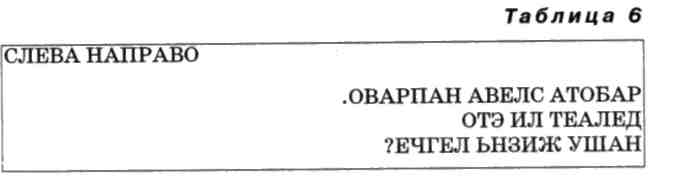 Таблица 6
СЛЕВА НАПРАВО
.ОВАРПАН АВЕЛС АТОБАР
ОТЭ ИЛ ТЕАЛЕД
?ЕЧГЕЛ ЬНЗИЖ УШАН